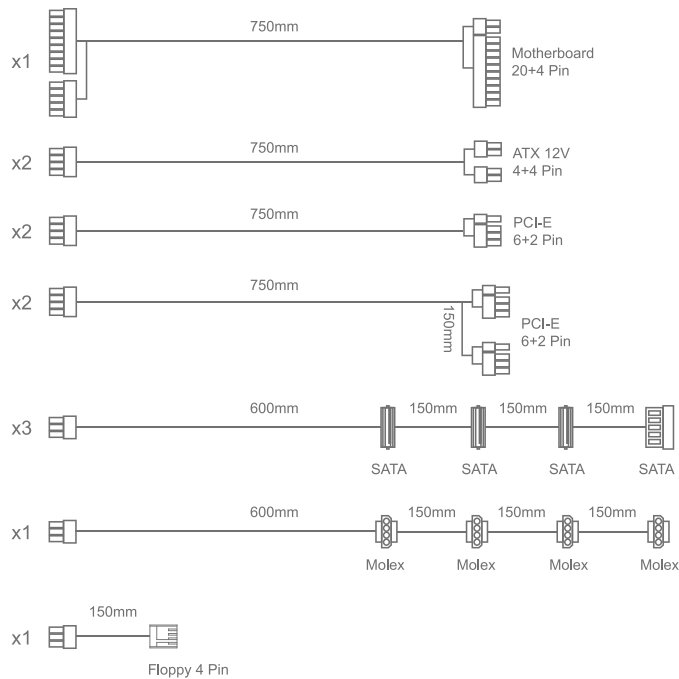 750mm
x1
Motherboard
20+4 Pin
750mm
x2
ATX 12V
4+4 Pin
750mm
x2
PCI-E
6+2 Pin
750mm
x2
150mm
PCI-E
6+2 Pin
600mm 150mm 150mm 150mm
x3
SATA SATA SATA SATA
600mm 150mm 150mm 150mm
x1
Molex Molex Molex Molex
150mm
x1
Floppy 4 Pin